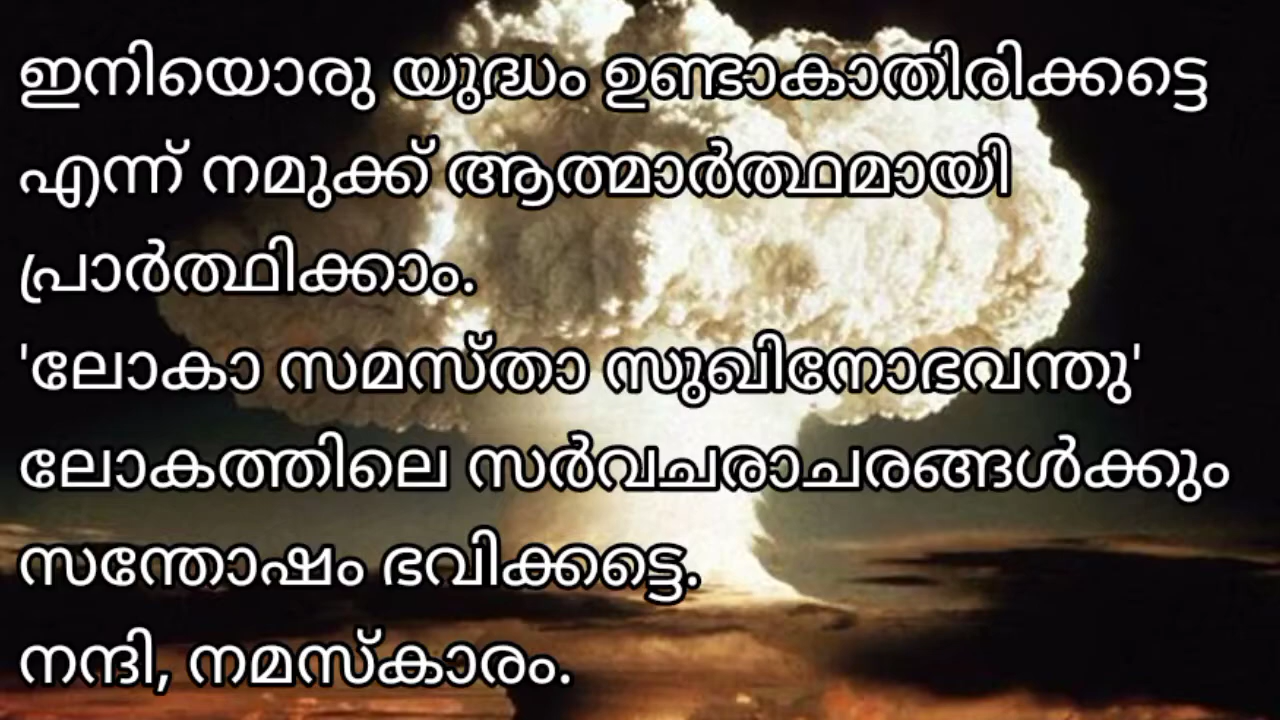 ഇനിയൊരു യുദ്ധം ഉണ്ടാകാതിരിക്കട്ടെ
എന്ന് നമുക്ക് ആത്മാർത്ഥമായി
പ്രാർത്ഥിക്കാം.
'ലോകാ സമസ്താ സുഖിനോഭവന്തു'
ലോകത്തിലെ സർവചരാചരങ്ങൾക്കും
സന്തോഷം ഭവിക്കട്ടെ.
നന്ദി, നമസ്കാരം.